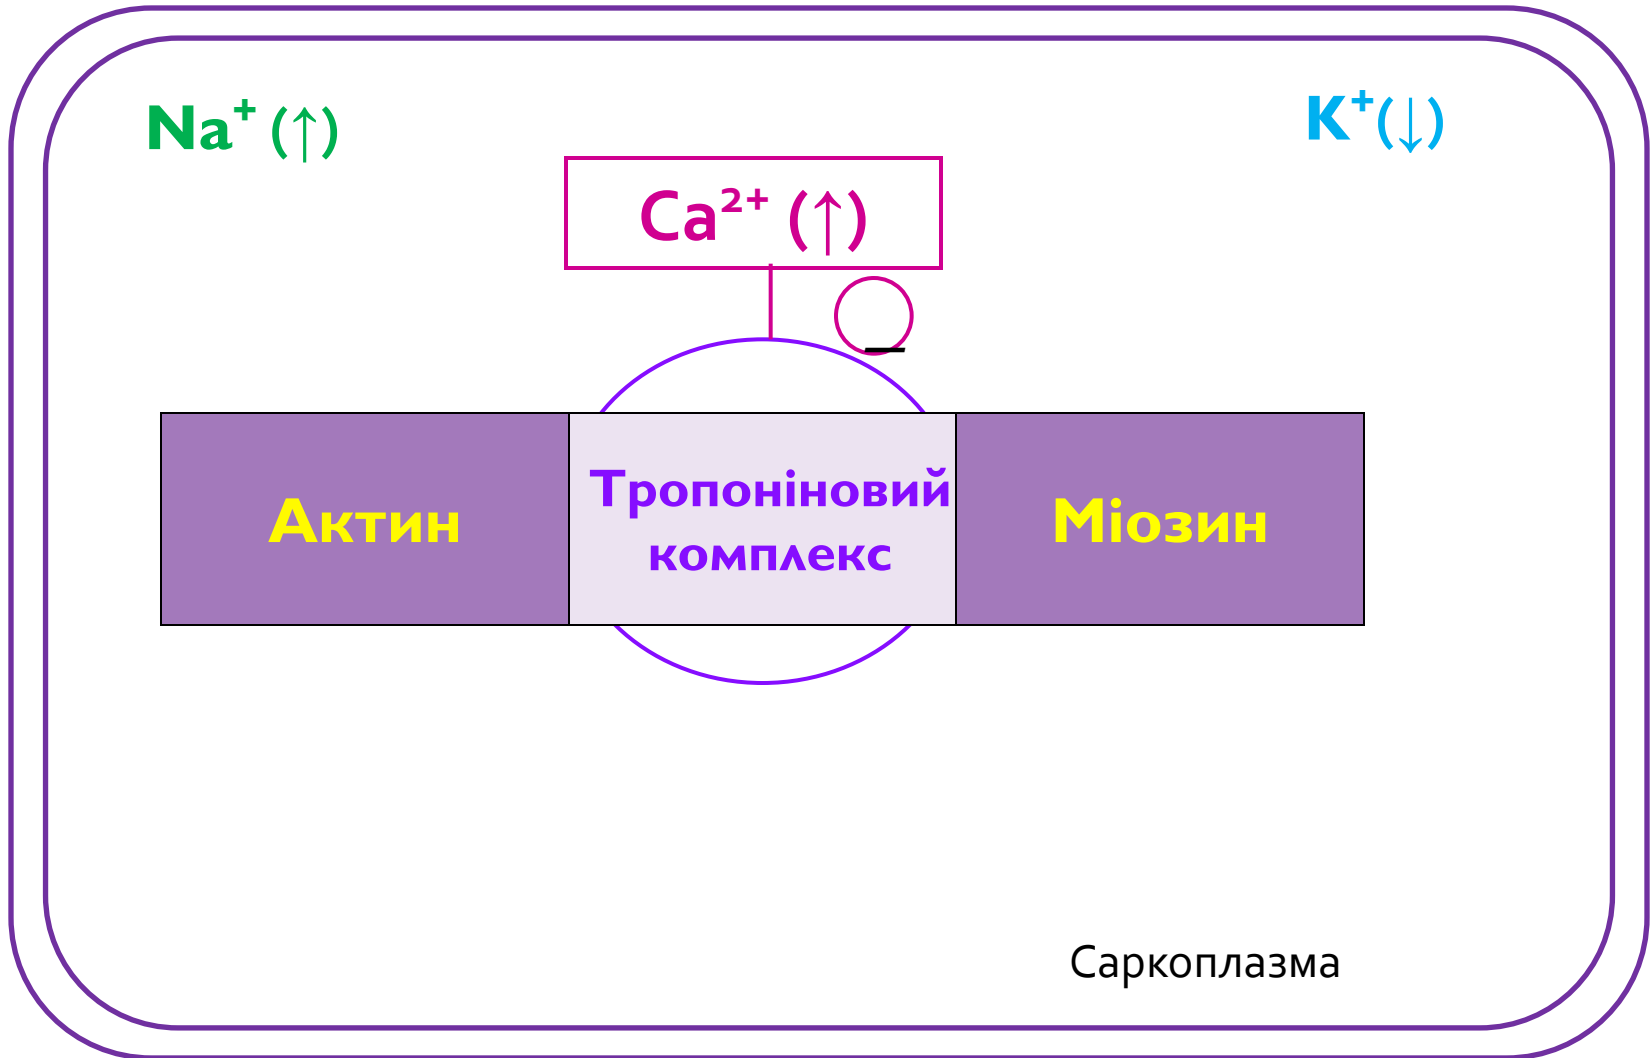 Na⁺ (↑)
K⁺(↓)
Ca²⁺ (↑)
_
Актин
Тропоніновий
комплекс
Міозин
Саркоплазма